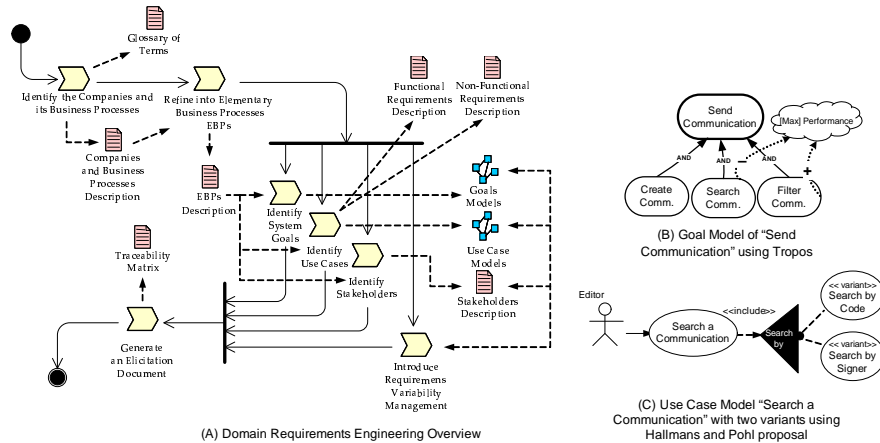 Glossary of
Terms
Identify the Companies and
its Business Processes
Refine into Elementary
Business Processes
EBPs
Companies
and Business
Processes
Description
EBPs
Description
Functional
Requirements
Description
Non-Functional
Requirements
Description
Identify
System
Goals
Goals
Models
Identify
Use Cases
Use Case
Models
Identify
Stakeholders
Stakeholders
Description
Traceability
Matrix
Generate
an Elicitation
Document
Introduce
Requiremens
Variability
Management
(A) Domain Requirements Engineering Overview
Send
Communication
[Max] Performance
AND
AND
AND
−
+
Create
Comm.
Search
Comm.
Filter
Comm.
(B) Goal Model of “Send
Communication” using Tropos
Editor
Search a
Communication
<<include>>
Search
by
<< variant>>
Search by
Code
<< variant>>
Search by
Signer
(C) Use Case Model “Search a
Communication” with two variants using
Hallmans and Pohl proposal